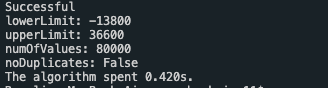 Successful
lowerLimit: -13800
upperLimit: 36600
numOfValues: 80000
noDuplicates: False
The algorithm spent 0.420s.